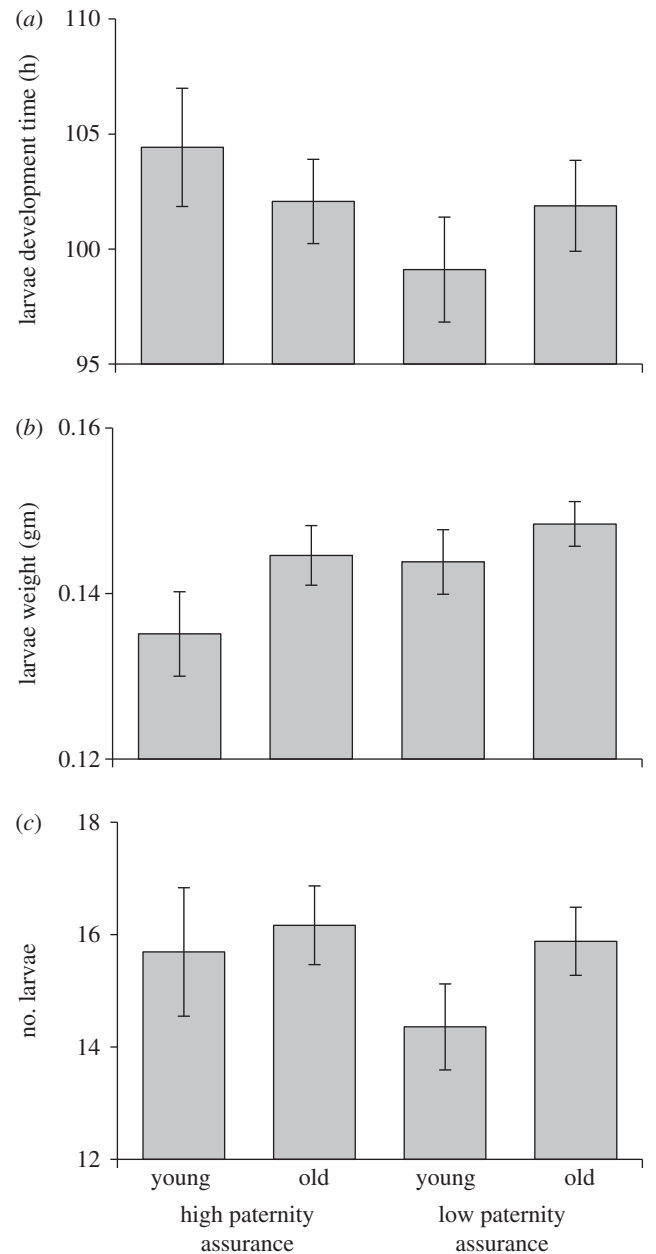 (a)
110
105
100
95
larvae development time (h)
(b)
0.16
0.14
0.12
larvae weight (gm)
(c)
18
16
14
12
no. larvae
young old young old
high paternity assurance
low paternity assurance